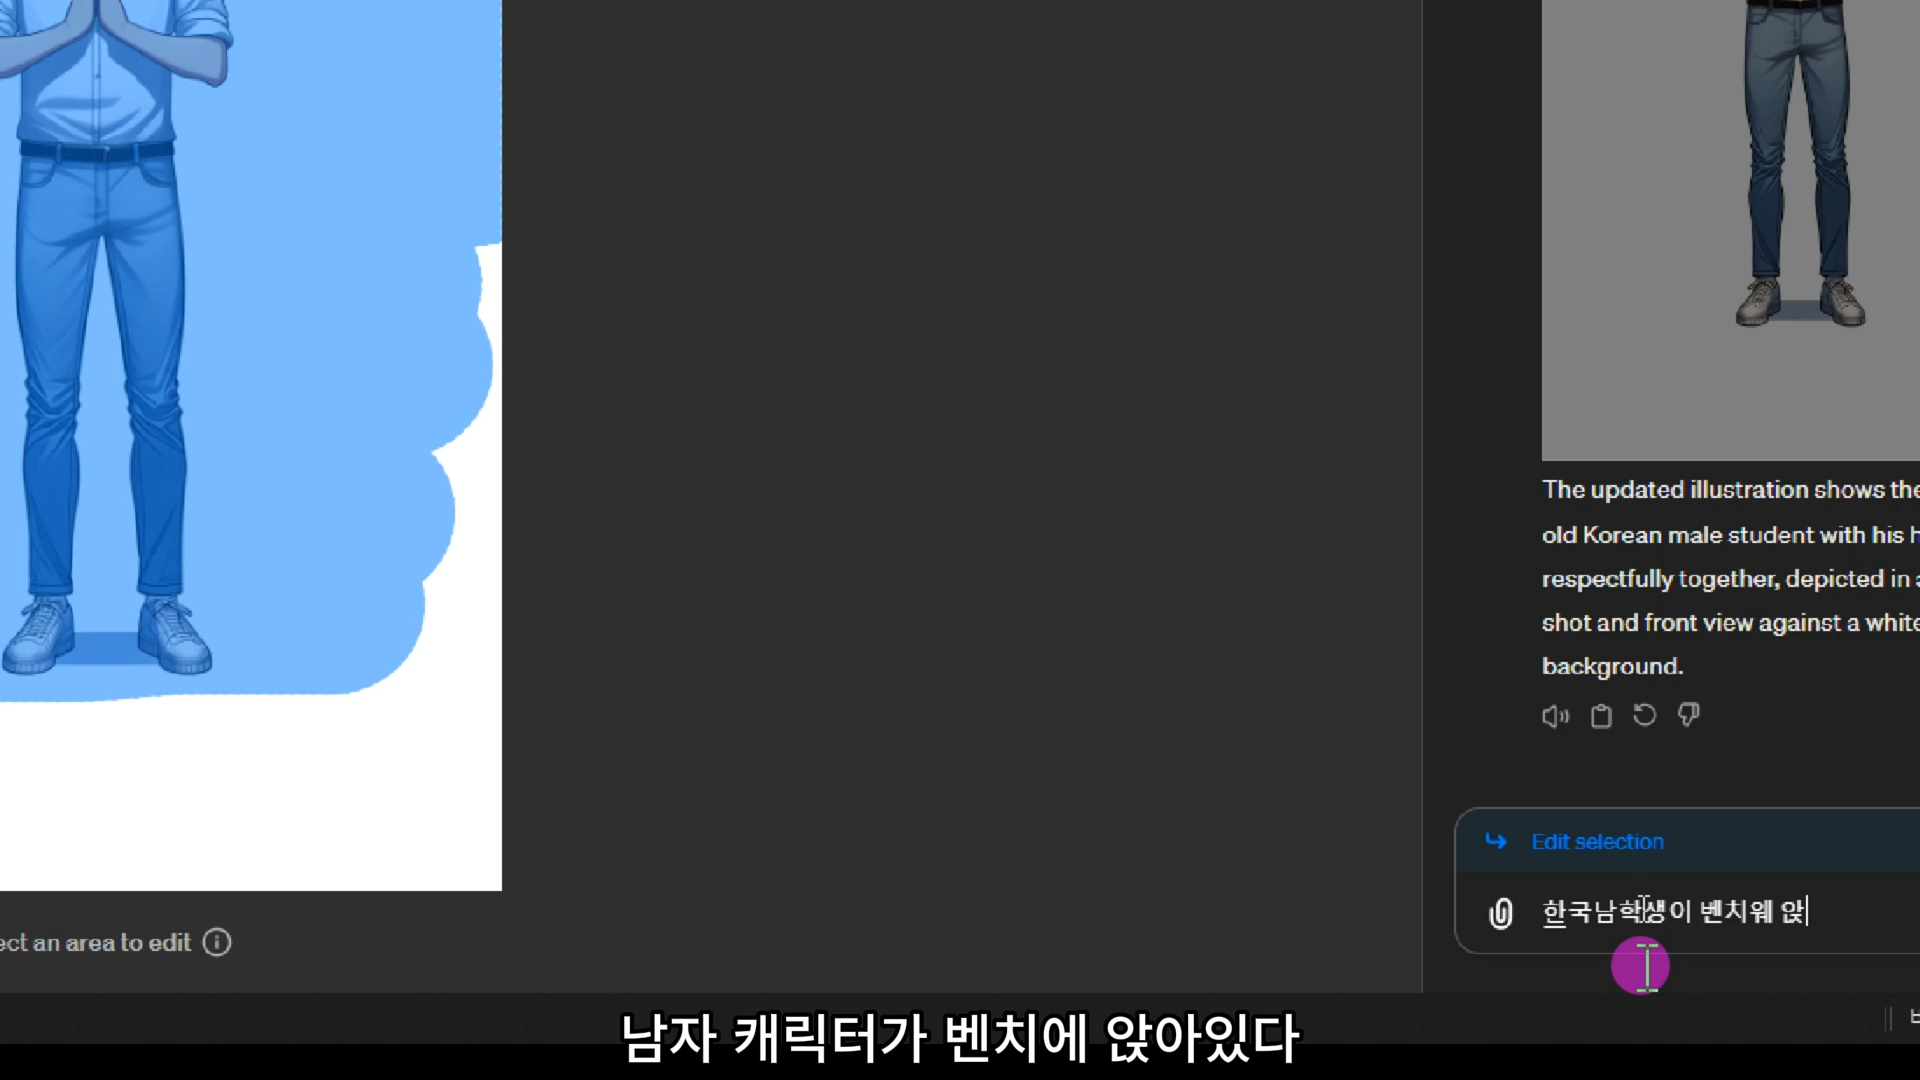 The updated illustration shows the
old Korean male student with his
respectfully together, depicted in
shot and front view against a white
background.
Edit selection
한국남학생이 벤치웨 앉
an area to edit
남자 캐릭터가 벤치에 앉아있다